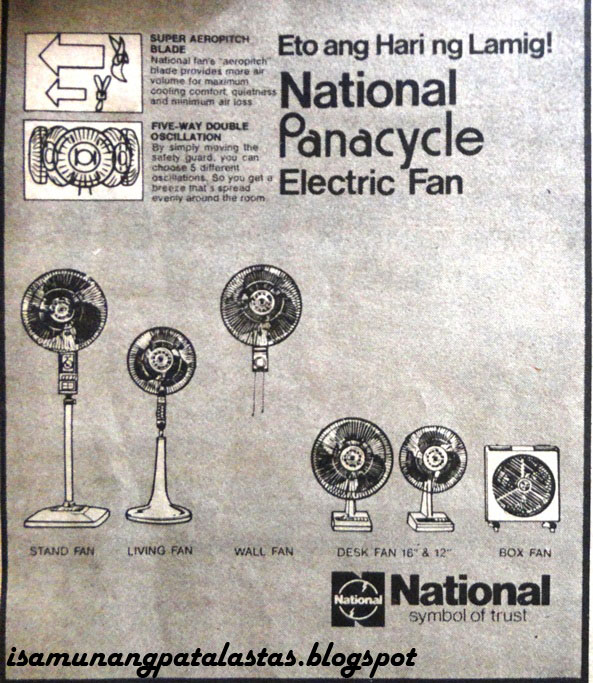 SUPER AEROPITCH
BLADE
National fan's "aeropitch"
blade provides more air
volume for maximum
cooling comfort, quietness
and minimum air loss
FIVE-WAY DOUBLE
OSCILLATION
By simply moving the
safety guard, you can
choose 5 different
oscillations. So you get a
breeze that's spread
evenly around the room.
Eto ang Hari ng Lamig!
National
Panacycle
Electric Fan
STAND FAN
LIVING FAN
WALL FAN
DESK FAN 16" & 12"
BOX FAN
National
National
symbol of trust
isamunangpatalastas.blogspot